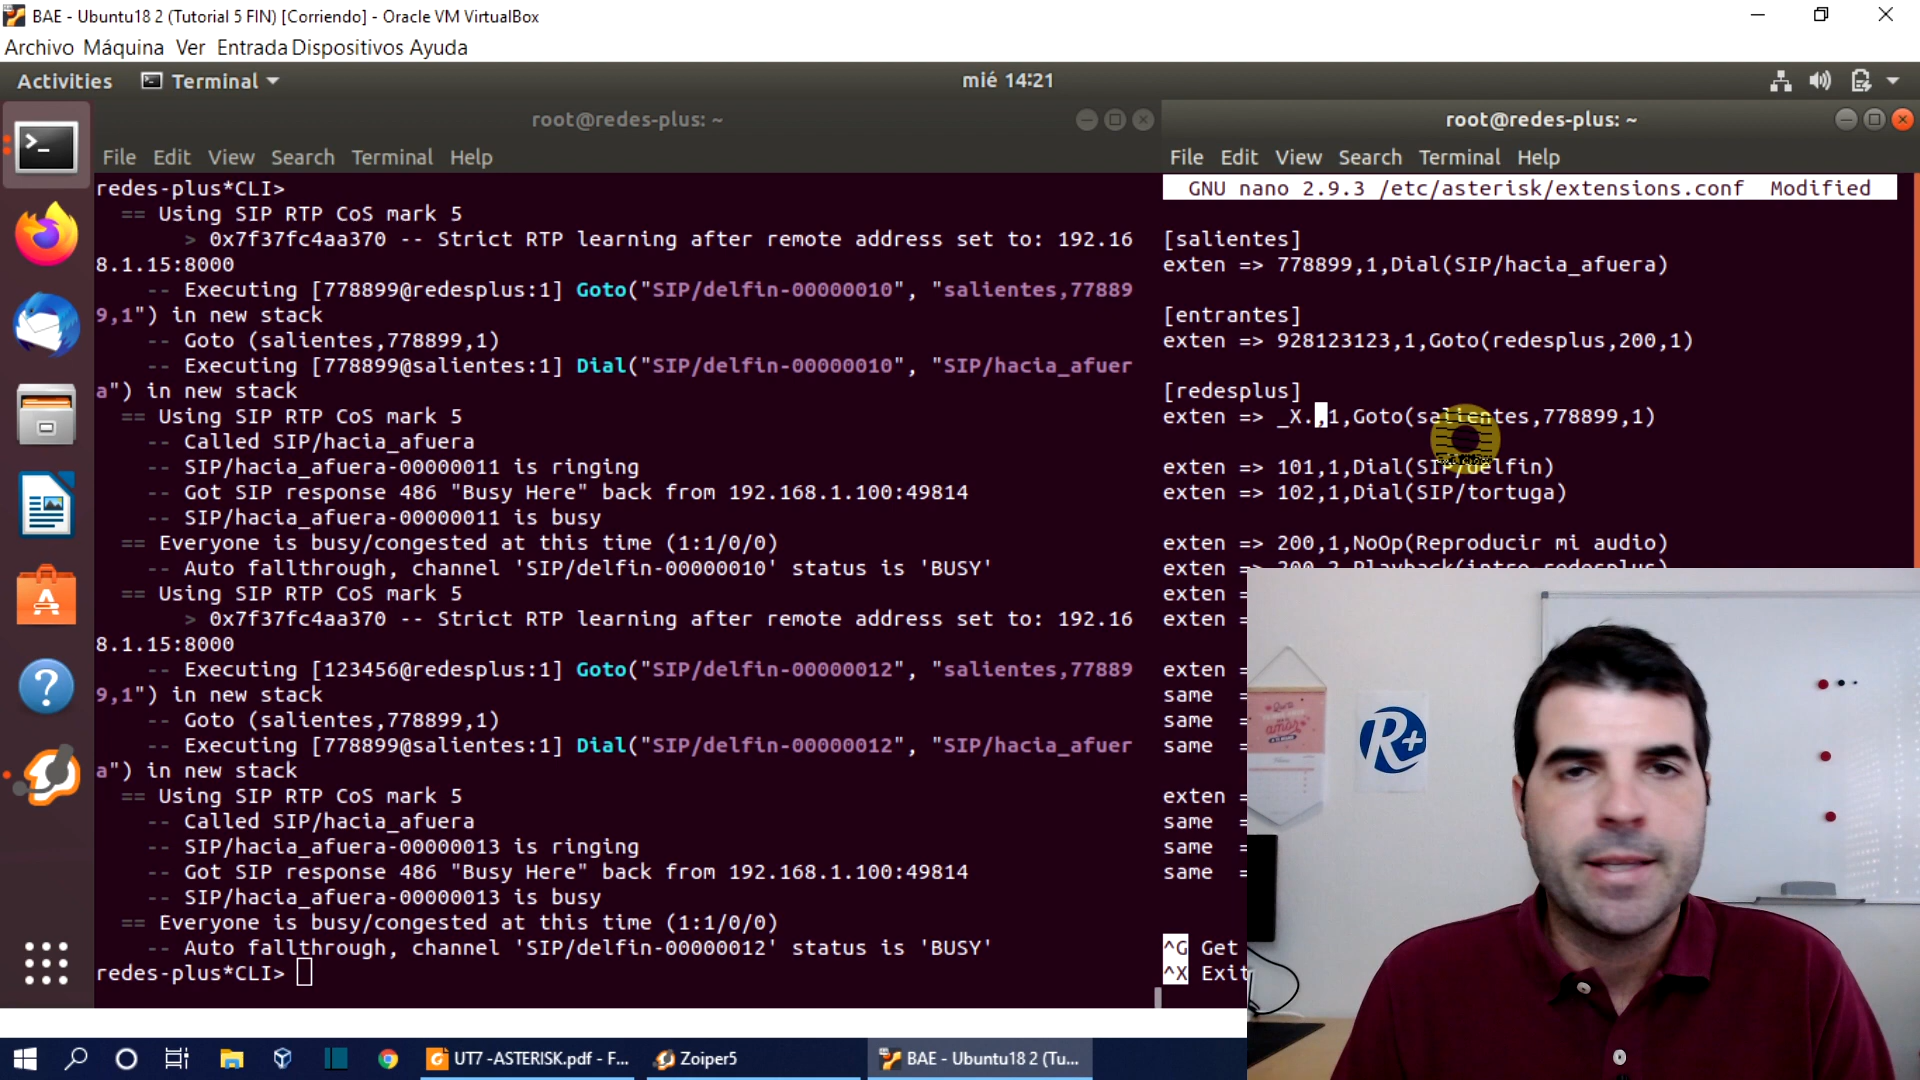 BAE - Ubuntu18 2 (Tutorial 5 FIN) [Corriendo] - Oracle VM VirtualBox
Archivo Máquina Ver Entrada Dispositivos Ayuda
Activities Terminal mié 14:21
root@redes-plus: ~
File Edit View Search Terminal Help
redes-plus*CLI>
== Using SIP RTP CoS mark 5
> 0x7f37fc4aa370 -- Strict RTP learning after remote address set to: 192.16
8.1.15:8000
-- Executing [778899@redesplus:1] Goto("SIP/delfin-00000010", "salientes,77889
9,1") in new stack
-- Goto (salientes,778899,1)
-- Executing [778899@salientes:1] Dial("SIP/delfin-00000010", "SIP/hacia_afuer
a") in new stack
== Using SIP RTP CoS mark 5
-- Called SIP/hacia_afuera
-- SIP/hacia_afuera-00000011 is ringing
-- Got SIP response 486 "Busy Here" back from 192.168.1.100:49814
-- SIP/hacia_afuera-00000011 is busy
== Everyone is busy/congested at this time (1:1/0/0)
-- Auto fallthrough, channel 'SIP/delfin-00000010' status is 'BUSY'
== Using SIP RTP CoS mark 5
> 0x7f37fc4aa370 -- Strict RTP learning after remote address set to: 192.16
8.1.15:8000
-- Executing [123456@redesplus:1] Goto("SIP/delfin-00000012", "salientes,77889
9,1") in new stack
-- Goto (salientes,778899,1)
-- Executing [778899@salientes:1] Dial("SIP/delfin-00000012", "SIP/hacia_afuer
a") in new stack
== Using SIP RTP CoS mark 5
-- Called SIP/hacia_afuera
-- SIP/hacia_afuera-00000013 is ringing
-- Got SIP response 486 "Busy Here" back from 192.168.1.100:49814
-- SIP/hacia_afuera-00000013 is busy
== Everyone is busy/congested at this time (1:1/0/0)
-- Auto fallthrough, channel 'SIP/delfin-00000012' status is 'BUSY'
redes-plus*CLI>
root@redes-plus: ~
File Edit View Search Terminal Help
GNU nano 2.9.3 /etc/asterisk/extensions.conf Modified
[salientes]
exten => 778899,1,Dial(SIP/hacia_afuera)
[entrantes]
exten => 928123123,1,Goto(redesplus,200,1)
[redesplus]
exten => _X.,1,Goto(salientes,778899,1)
exten => 101,1,Dial(SIP/delfin)
exten => 102,1,Dial(SIP/tortuga)
exten => 200,1,NoOp(Reproducir mi audio)
exten => 200,2,Playback(intro-redesplus)
exten =
exten =
exten =
same =
same =
same =
exten =
same =
same =
same =
^G Get
^X Exit
R+
UT7 -ASTERISK.pdf - F... Zoiper5 BAE - Ubuntu18 2 (Tu...